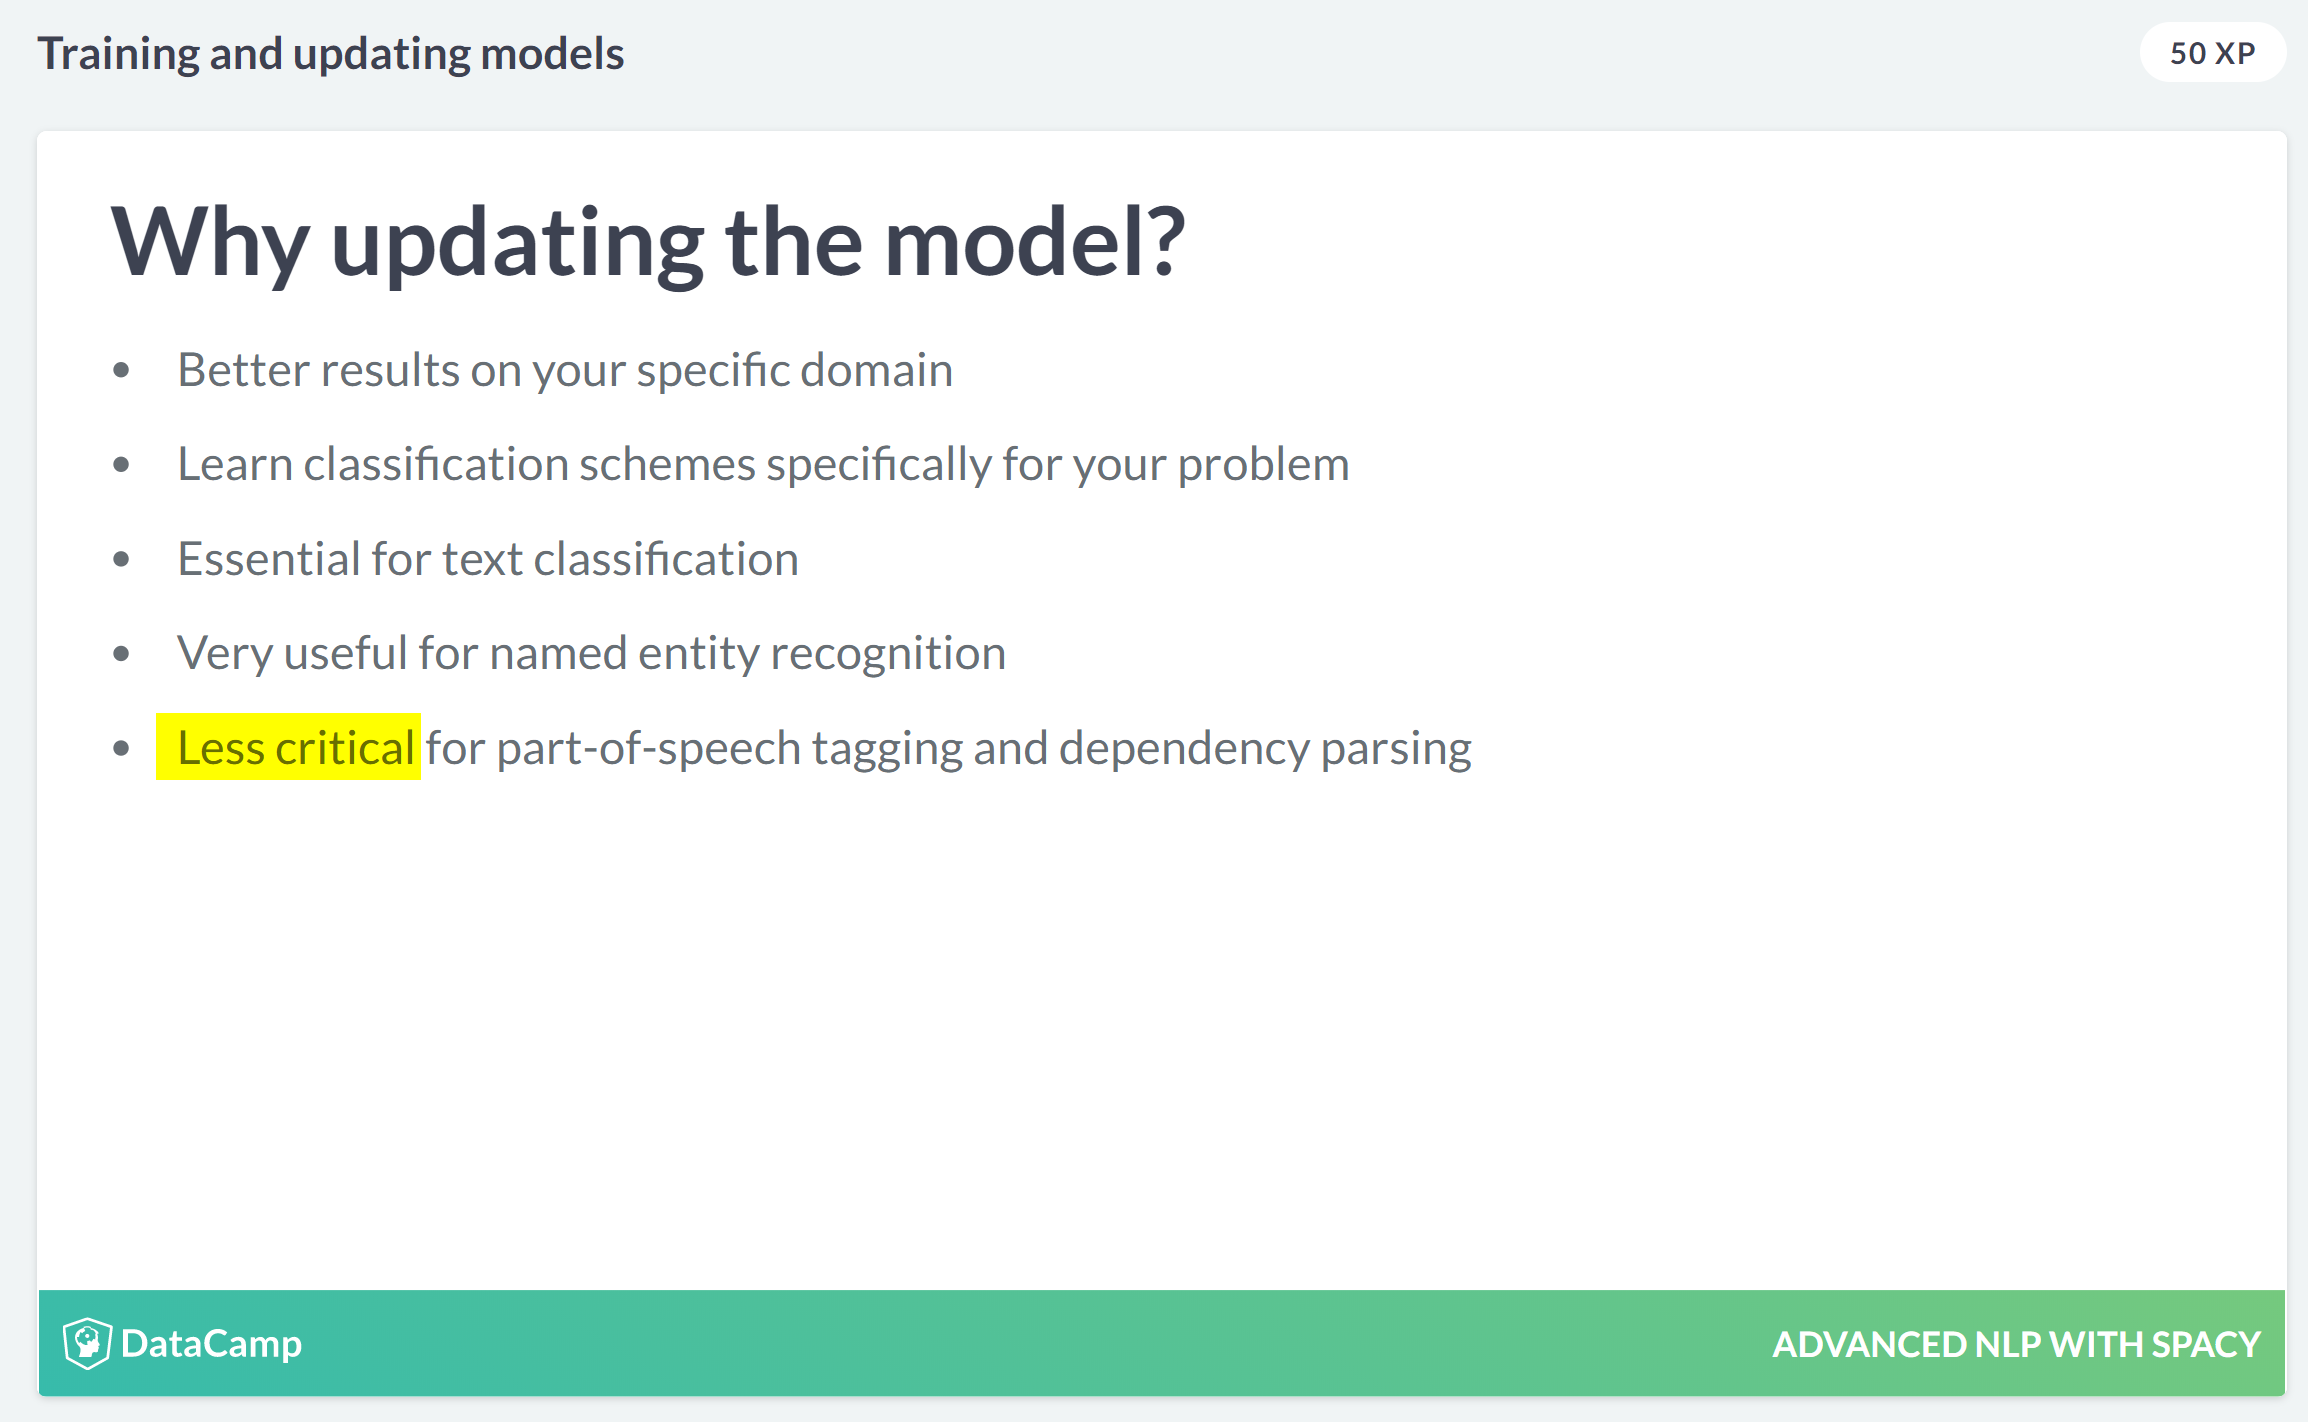 Training and updating models
50 XP
Why updating the model?
• Better results on your specific domain
• Learn classification schemes specifically for your problem
• Essential for text classification
• Very useful for named entity recognition
• Less critical for part-of-speech tagging and dependency parsing
DataCamp
ADVANCED NLP WITH SPACY